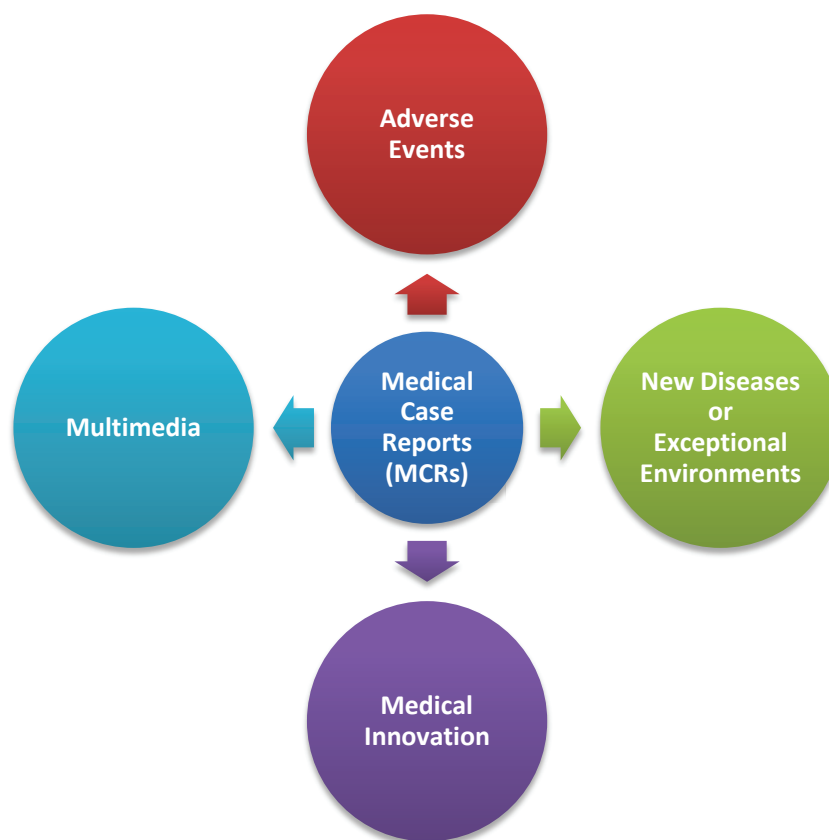 Adverse
Events
Multimedia
Medical
Case
Reports
(MCRs)
New Diseases
or
Exceptional
Environments
Medical
Innovation